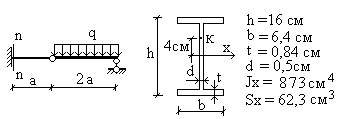 n
q
n
a
2a
h
4см
К
x
d
t
b
h = 16 см
b = 6,4 см
t = 0,84 см
d = 0,5см
Jx = 873 см⁴
Sx = 62,3 см³